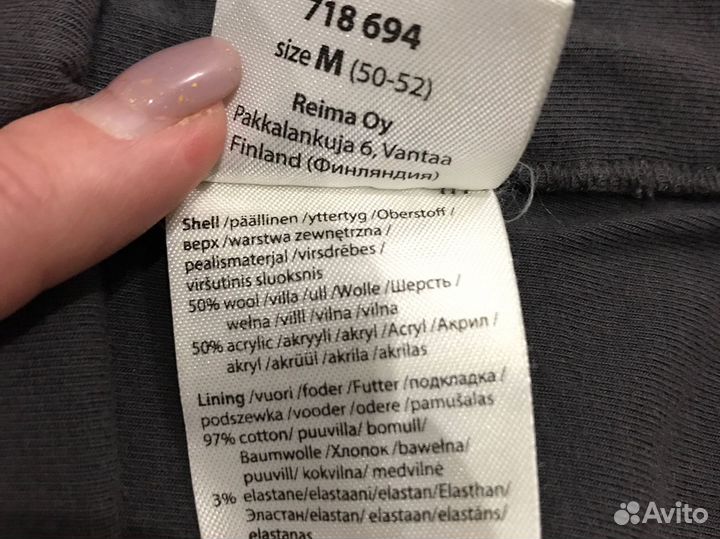 718 694
size M (50-52)
Reima Oy
Pakkalankuja 6, Vantaa
Finland (Финляндия)
Shell /päällinen /yttertyg /Oberstoff /
верх /warstwa zewnętrzna /
pealismaterjal /virsdrēbes /
viršutinis sluoksnis
50% wool /villa /ull /Wolle /Шерсть /
wełna /villl /vilna /vilna
50% acrylic /akryyli /akryl /Acryl /Акрил /
akryl /akrüül /akrila /akrilas
Lining /vuori /foder /Futter /подкладка /
podszewka /vooder /odere /pamušalas
97% cotton/ puuvilla/ bomull/
Baumwolle /Хлопок /bawełna/
puuvill/ kokvilna/ medvilnė
3% elastane/elastaani/elastan/Elasthan/
Эластан/elastan/ elastaan/ elastāns/
elastanas
Avito